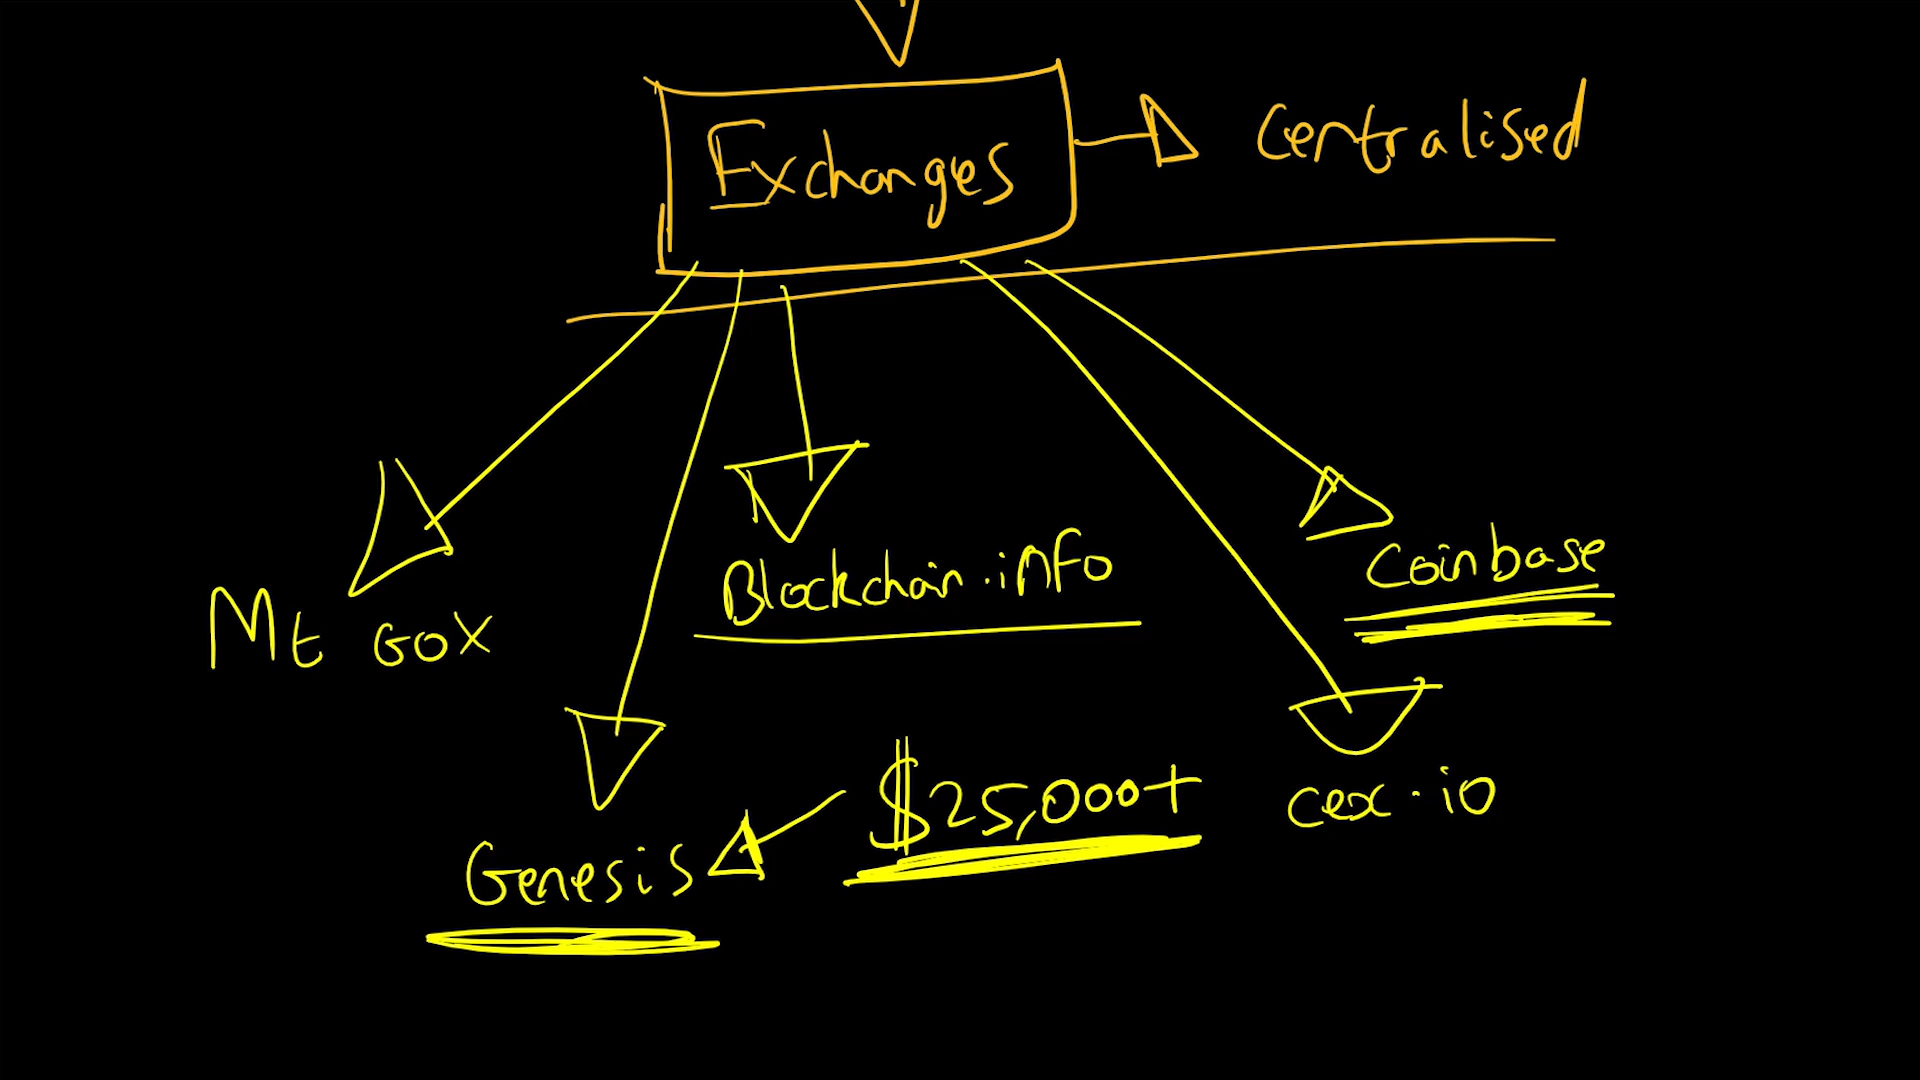 Exchanges
Centralised
Mt Gox
Blockchain.info
Coinbase
Genesis
$25,000+
cex.io